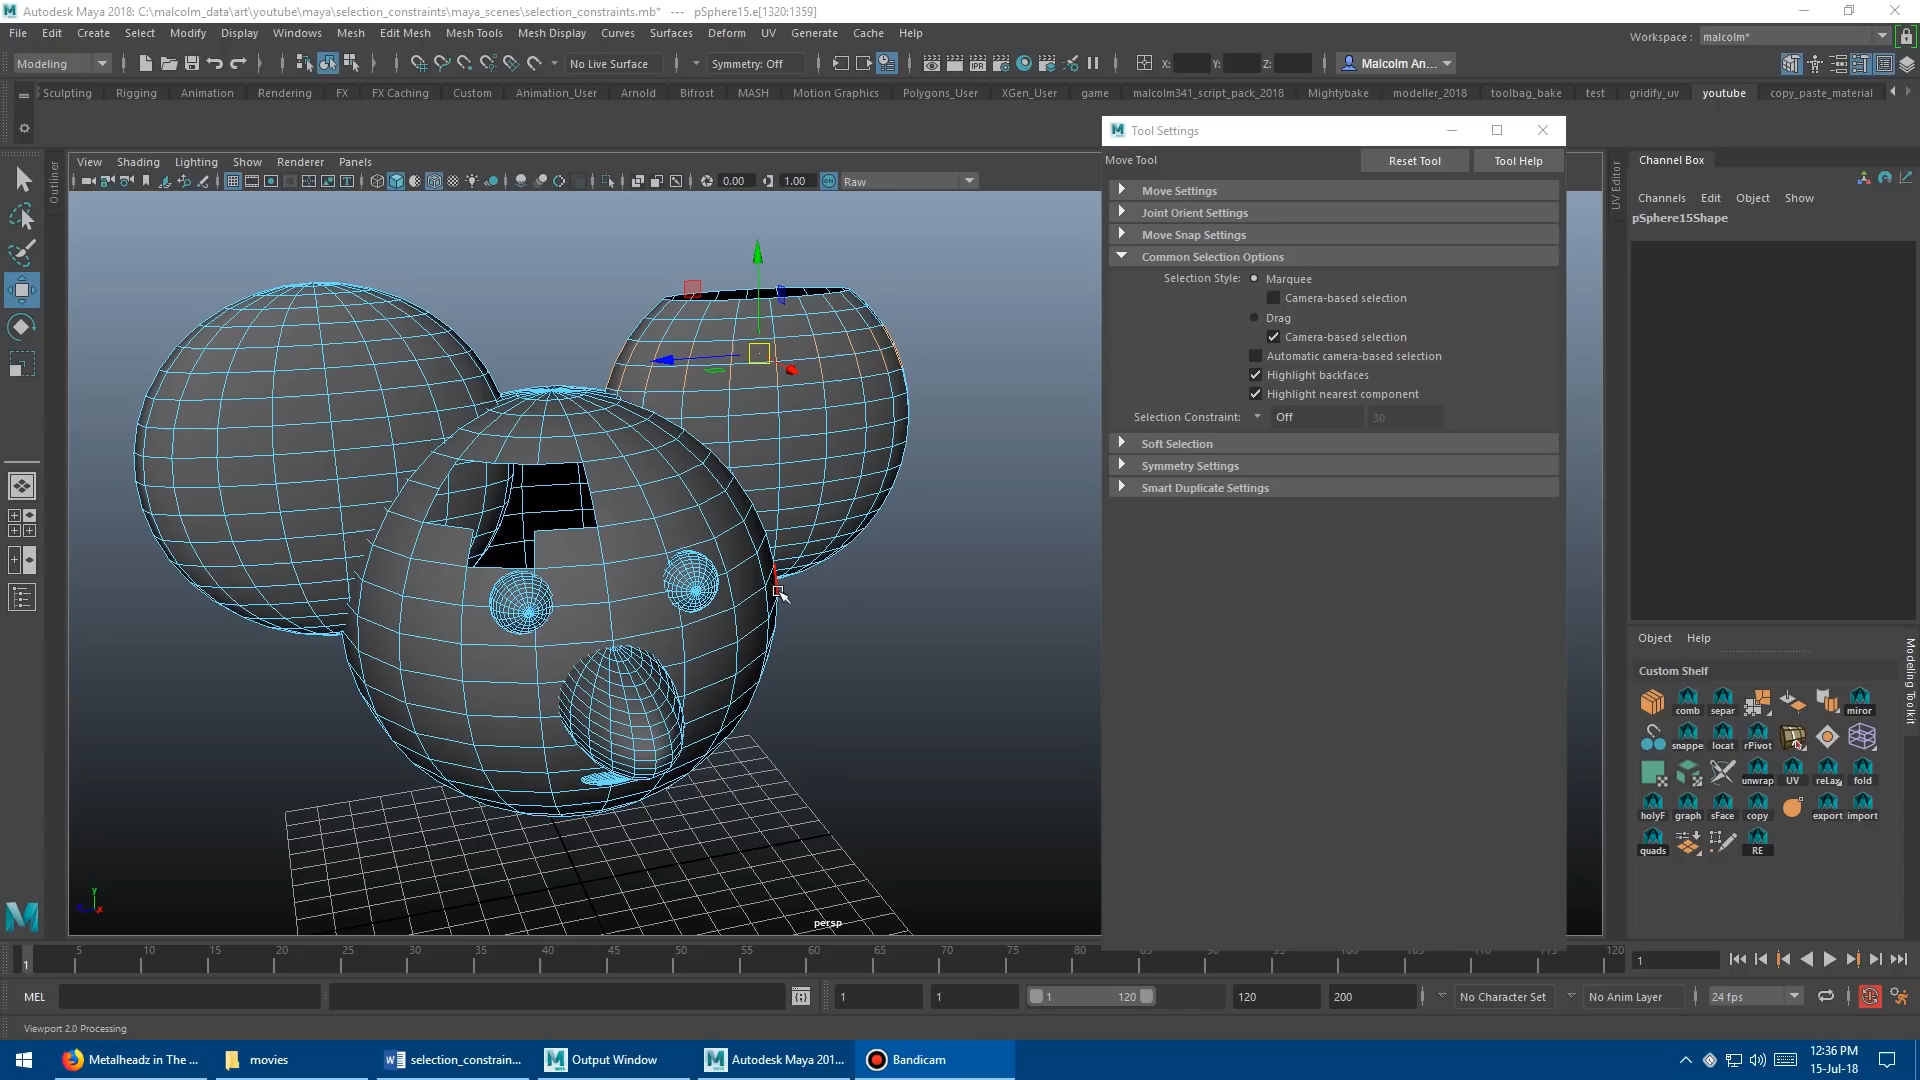 Autodesk Maya 2018: C:\malcolm_data\art\youtube\maya\selection_constraints\maya_scenes\selection_constraints.mb*   ---   pSphere15.e[1320:1359]
File Edit Create Select Modify Display Windows Mesh Edit Mesh Mesh Tools Mesh Display Curves Surfaces Deform UV Generate Cache Help
Workspace : malcolm*
Modeling No Live Surface Symmetry: Off X: Y: Z: Malcolm An...
Sculpting Rigging Animation Rendering FX FX Caching Custom Animation_User Arnold Bifrost MASH Motion Graphics Polygons_User XGen_User game malcolm341_script_pack_2018 Mightybake modeller_2018 toolbag_bake test gridify_uv youtube copy_paste_material
Tool Settings
Move Tool Reset Tool Tool Help
Move Settings
Joint Orient Settings
Move Snap Settings
Common Selection Options
Selection Style: Marquee
Camera-based selection
Drag
Camera-based selection
Automatic camera-based selection
Highlight backfaces
Highlight nearest component
Selection Constraint: Off 30
Soft Selection
Symmetry Settings
Smart Duplicate Settings
View Shading Lighting Show Renderer Panels
0.00 1.00 ON Raw
Outliner
UV Editor
persp
y
x
Channel Box
Channels Edit Object Show
pSphere15Shape
Object Help
Modeling Toolkit
Custom Shelf
comb separ miror
snappe locat rPivot
unwrap UV reLax fold
holyF graph sFace copy export import
quads RE
1 5 10 15 20 25 30 35 40 45 50 55 60 65 70 75 80 85 120 1
MEL 1 1 1 120 120 200 No Character Set No Anim Layer 24 fps
Viewport 2.0 Processing
Metalheadz in The ... movies selection_constrain... Output Window Autodesk Maya 201... Bandicam
12:36 PM
15-Jul-18